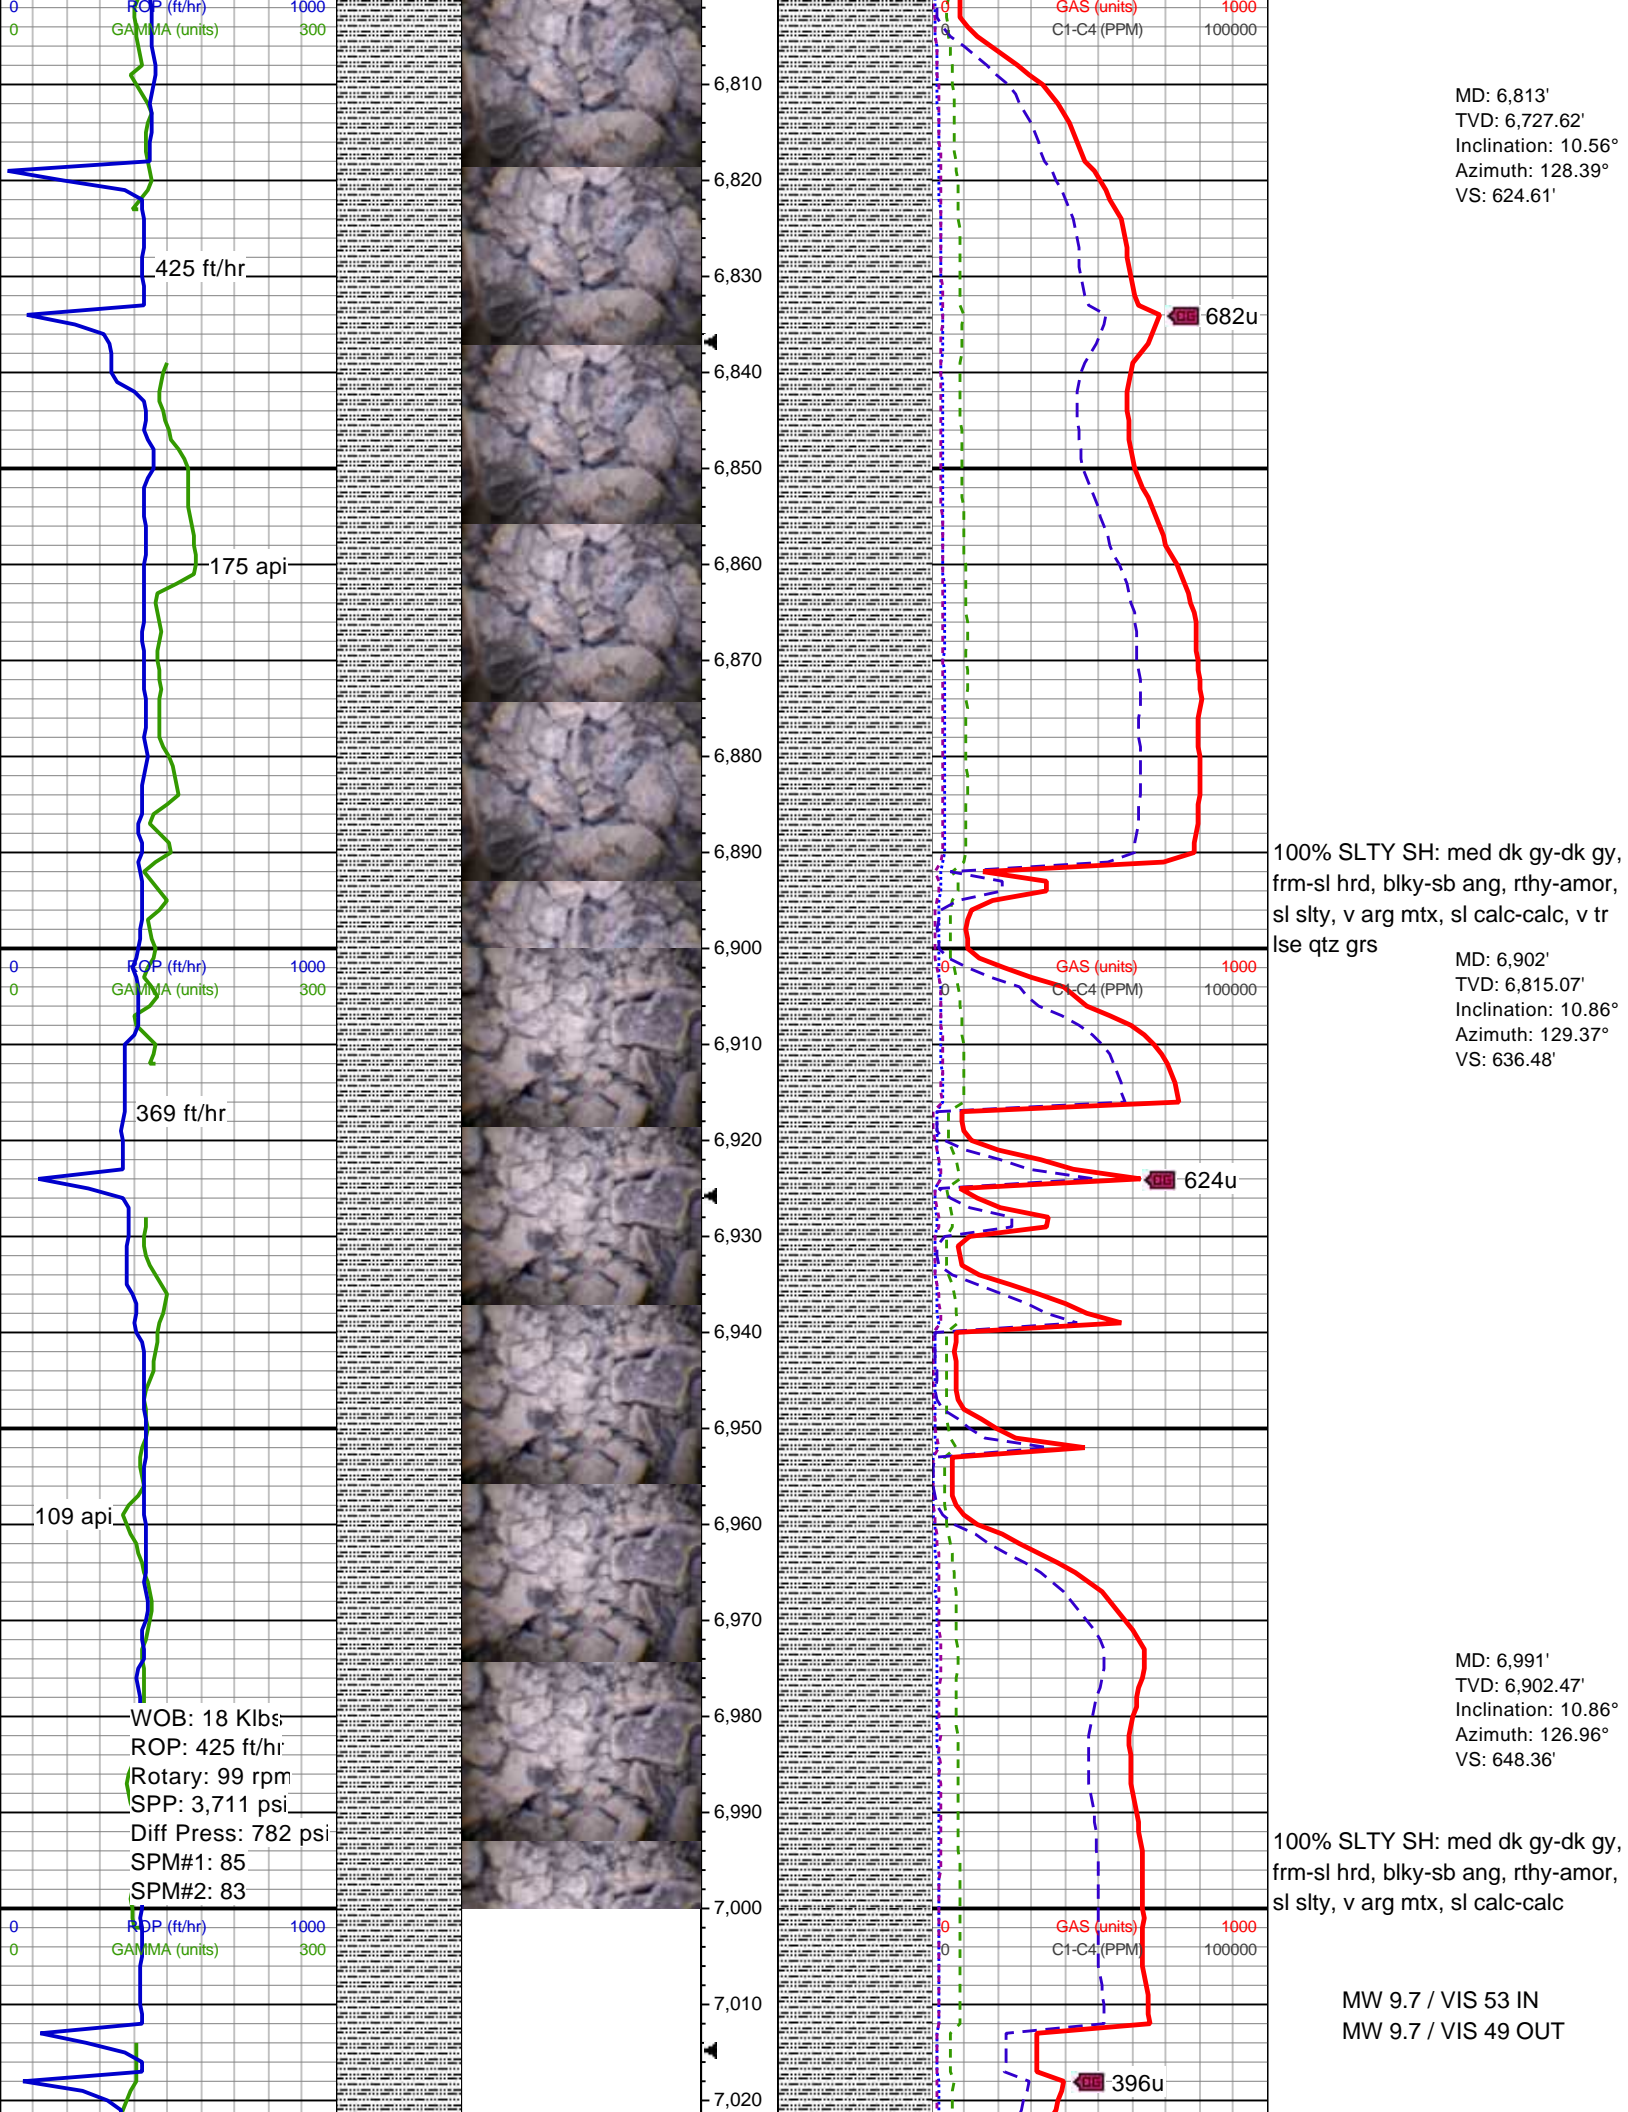 0 ROP (ft/hr) 1000
0 GAMMA (units) 300
0 GAS (units) 1000
0 C1-C4 (PPM) 100000
6,810
MD: 6,813'
TVD: 6,727.62'
Inclination: 10.56°
Azimuth: 128.39°
VS: 624.61'
6,820
425 ft/hr
6,830
CG 682u
6,840
6,850
175 api
6,860
6,870
6,880
6,890
100% SLTY SH: med dk gy-dk gy,
frm-sl hrd, blky-sb ang, rthy-amor,
sl slty, v arg mtx, sl calc-calc, v tr
lse qtz grs
6,900
0 ROP (ft/hr) 1000
0 GAMMA (units) 300
0 GAS (units) 1000
0 C1-C4 (PPM) 100000
MD: 6,902'
TVD: 6,815.07'
Inclination: 10.86°
Azimuth: 129.37°
VS: 636.48'
6,910
369 ft/hr
6,920
CG 624u
6,930
6,940
6,950
109 api
6,960
6,970
MD: 6,991'
TVD: 6,902.47'
Inclination: 10.86°
Azimuth: 126.96°
VS: 648.36'
6,980
WOB: 18 Klbs
ROP: 425 ft/hr
Rotary: 99 rpm
SPP: 3,711 psi
Diff Press: 782 psi
SPM#1: 85
SPM#2: 83
6,990
100% SLTY SH: med dk gy-dk gy,
frm-sl hrd, blky-sb ang, rthy-amor,
sl slty, v arg mtx, sl calc-calc
7,000
0 ROP (ft/hr) 1000
0 GAMMA (units) 300
0 GAS (units) 1000
0 C1-C4 (PPM) 100000
7,010
MW 9.7 / VIS 53 IN
MW 9.7 / VIS 49 OUT
CG 396u
7,020